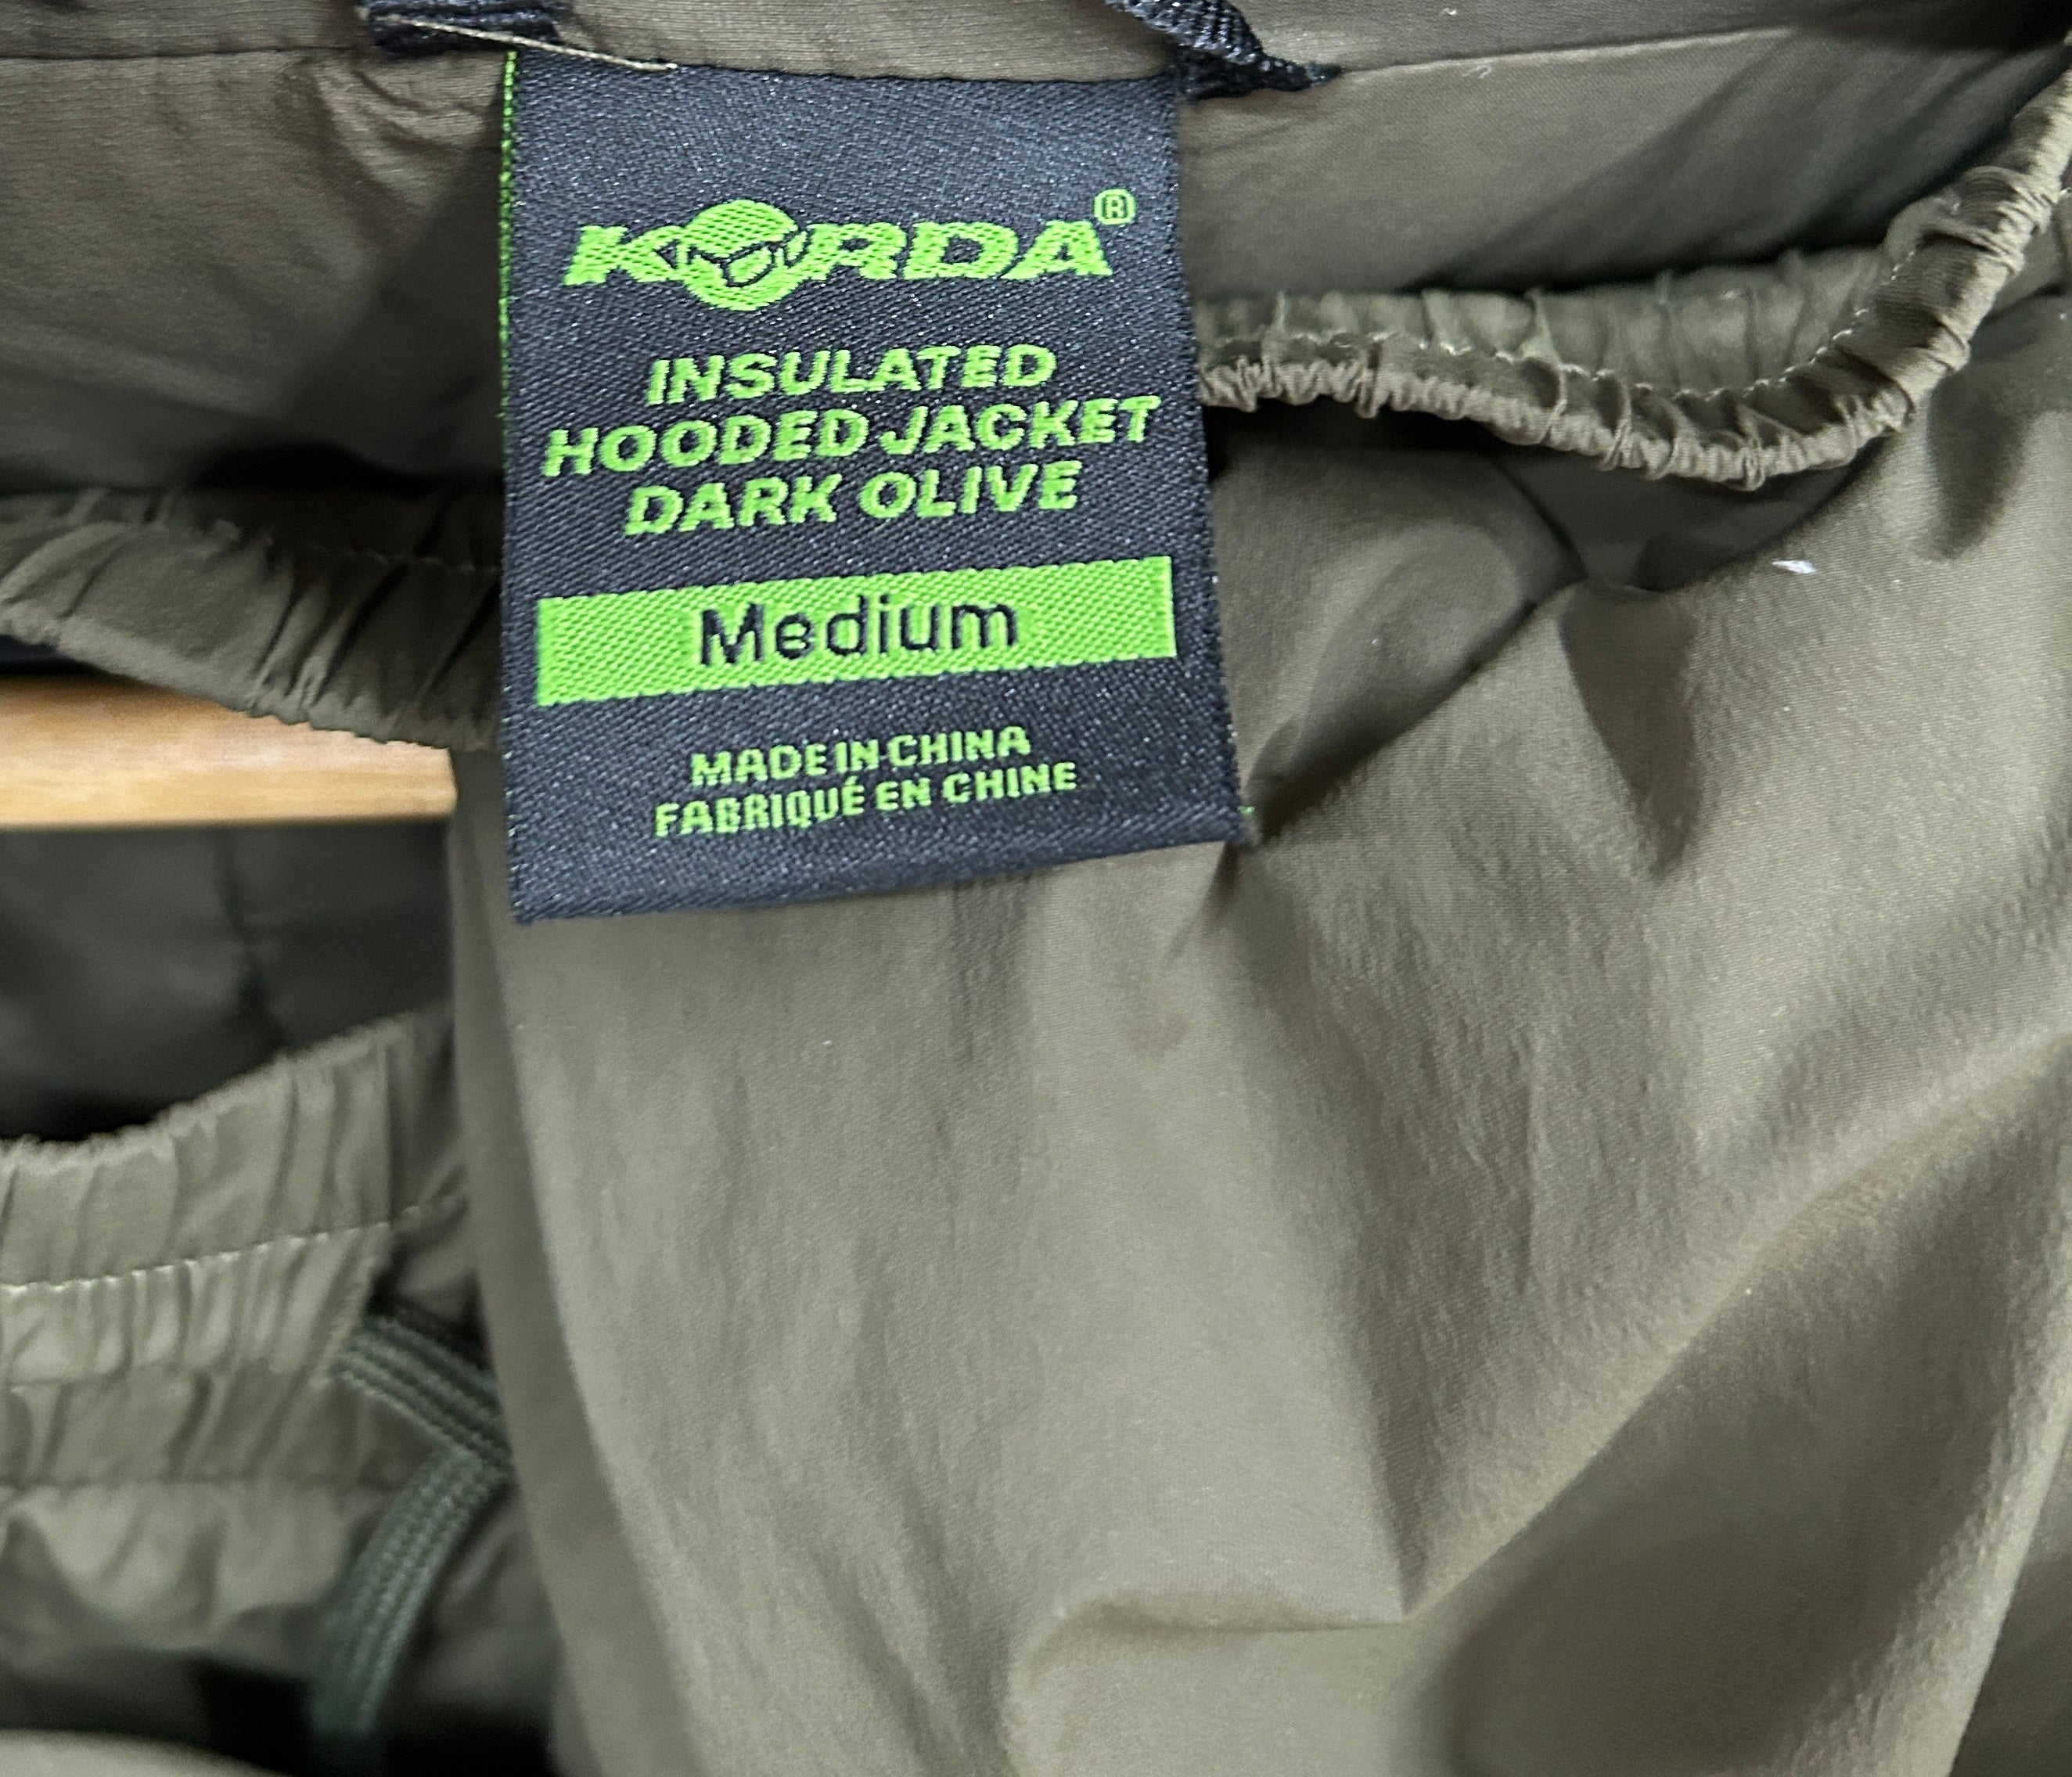 KORDA®
INSULATED
HOODED JACKET
DARK OLIVE
Medium
MADE IN CHINA
FABRIQUÉ EN CHINE